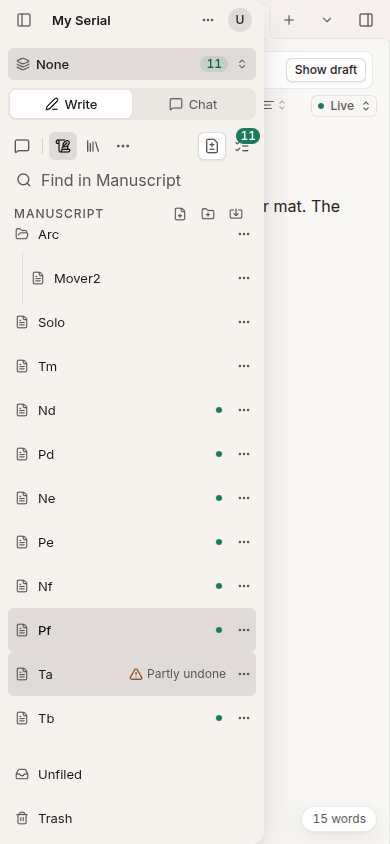 My Serial
U
None 11
Show draft
Write Chat
Live
11
Find in Manuscript
MANUSCRIPT
r mat. The
Arc
Mover2
Solo
Tm
Nd
Pd
Ne
Pe
Nf
Pf
Ta Partly undone
Tb
Unfiled
Trash
15 words